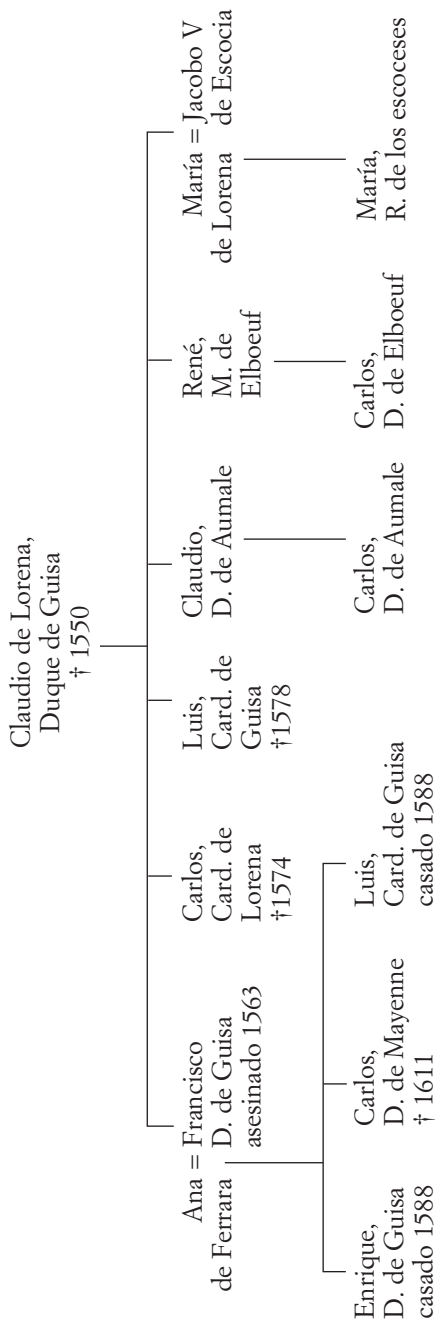 Claudio de Lorena,
Duque de Guisa
† 1550
Ana = Francisco
de Ferrara
D. de Guisa
asesinado 1563
Carlos,
Card. de
Lorena
†1574
Luis,
Card. de
Guisa
†1578
Claudio,
D. de Aumale
René,
M. de
Elboeuf
María = Jacobo V
de Lorena
de Escocia
Enrique,
D. de Guisa
casado 1588
Carlos,
D. de Mayenne
† 1611
Luis,
Card. de Guisa
casado 1588
Carlos,
D. de Aumale
Carlos,
D. de Elboeuf
María,
R. de los escoceses